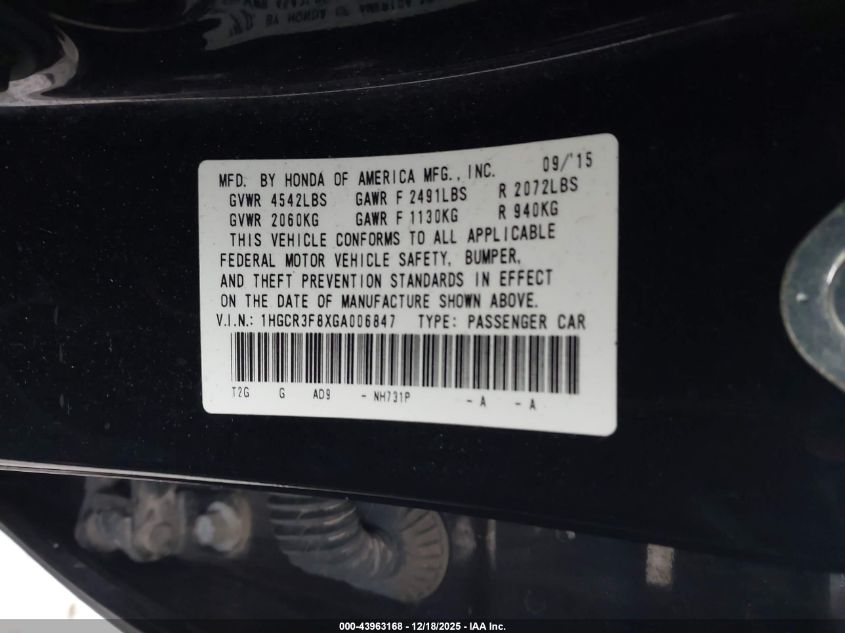 MFD. BY HONDA OF AMERICA MFG., INC. 09/'15
GVWR 4542LBS GAWR F 2491LBS R 2072LBS
GVWR 2060KG GAWR F 1130KG R 940KG
THIS VEHICLE CONFORMS TO ALL APPLICABLE
FEDERAL MOTOR VEHICLE SAFETY, BUMPER,
AND THEFT PREVENTION STANDARDS IN EFFECT
ON THE DATE OF MANUFACTURE SHOWN ABOVE.
V.I.N.: 1HGCR3F8XGA006847 TYPE: PASSENGER CAR
T2G G AD9 - NH731P - A - A
000-43963168 - 12/18/2025 - IAA Inc.